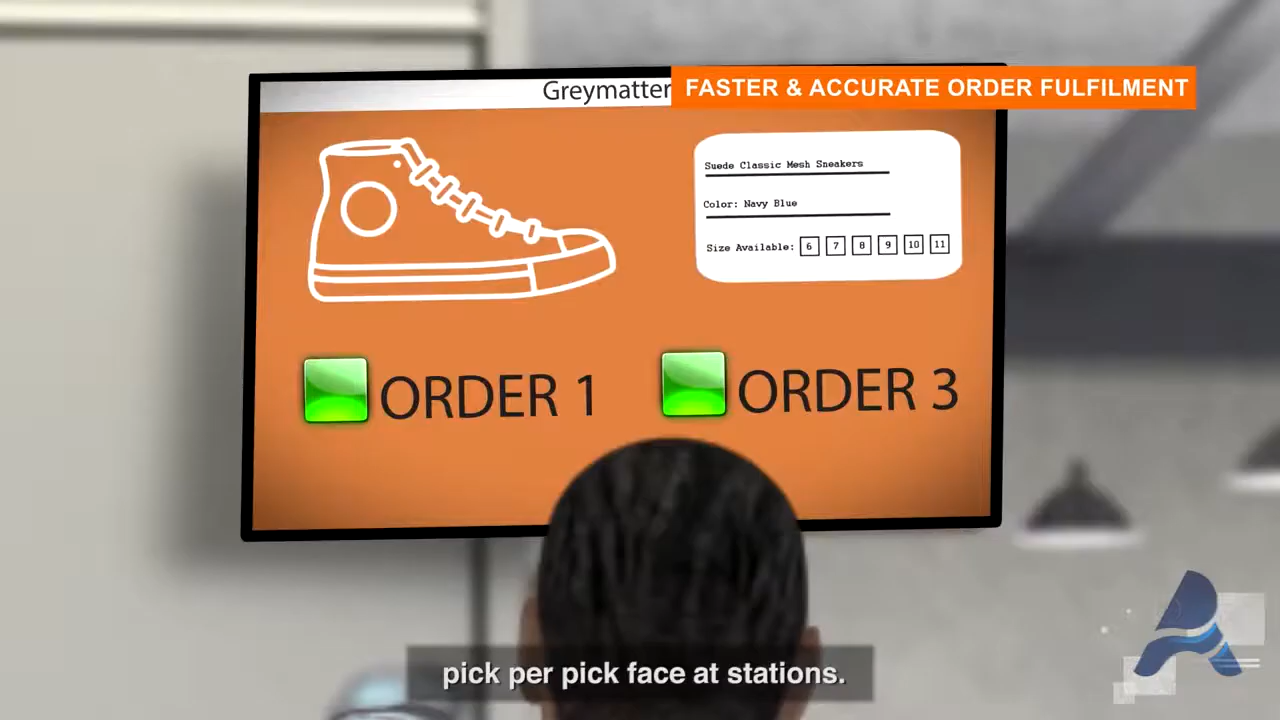 Greymatter
FASTER & ACCURATE ORDER FULFILMENT
Suede Classic Mesh Sneakers
Color: Navy Blue
Size Available: 6 7 8 9 10 11
ORDER 1
ORDER 3
pick per pick face at stations.